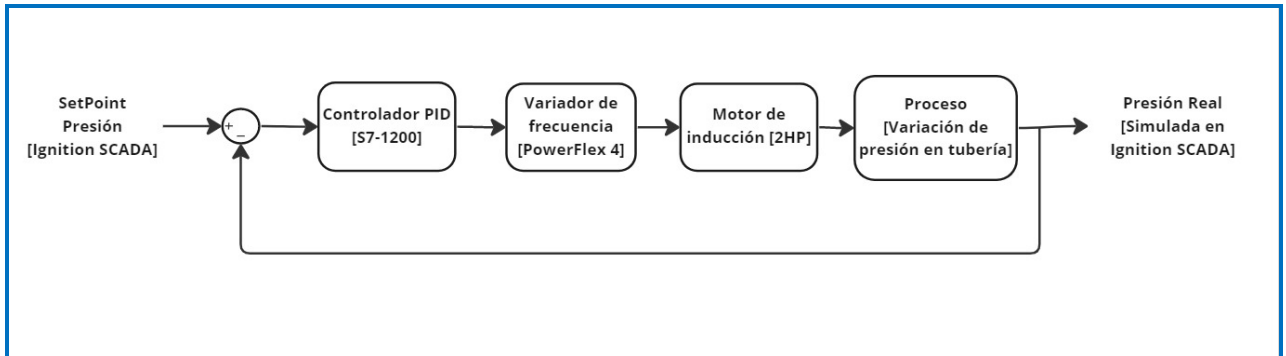 SetPoint
Presión
[Ignition SCADA]
+
_
Controlador PID
[S7-1200]
Variador de
frecuencia
[PowerFlex 4]
Motor de
inducción [2HP]
Proceso
[Variación de
presión en tubería]
Presión Real
[Simulada en
Ignition SCADA]